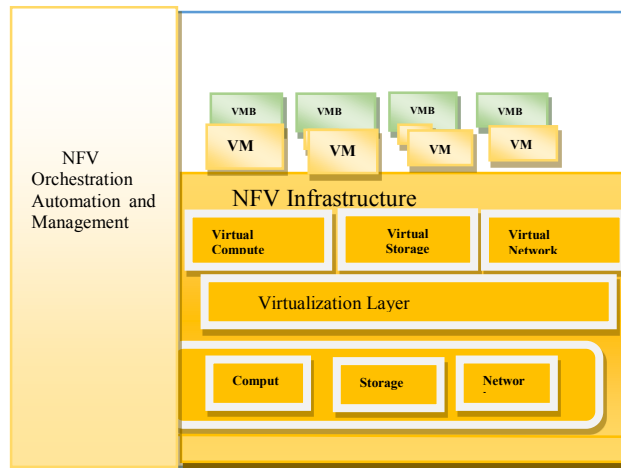 NFV
Orchestration
Automation and
Management
VMB VMB VMB VMB
VM VM VM VM
NFV Infrastructure
Virtual
Compute
Virtual
Storage
Virtual
Network
Virtualization Layer
Comput
Storage
Networ